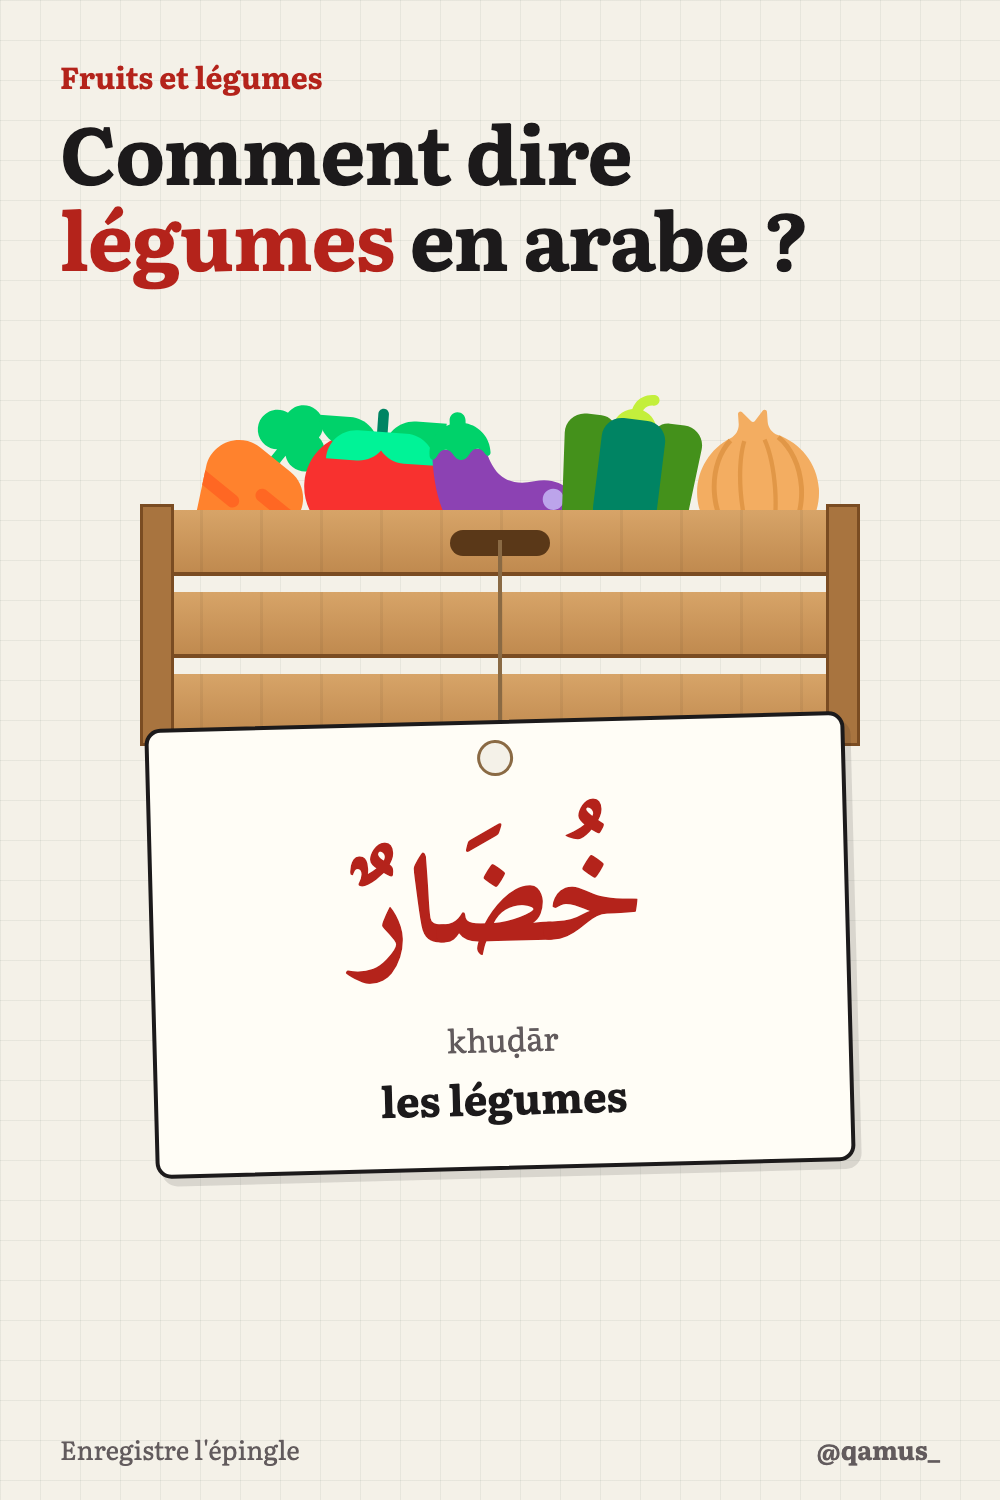 Fruits et légumes
Comment dire
légumes en arabe ?
خُضَارٌ
khuḍār
les légumes
Enregistre l'épingle
@qamus_